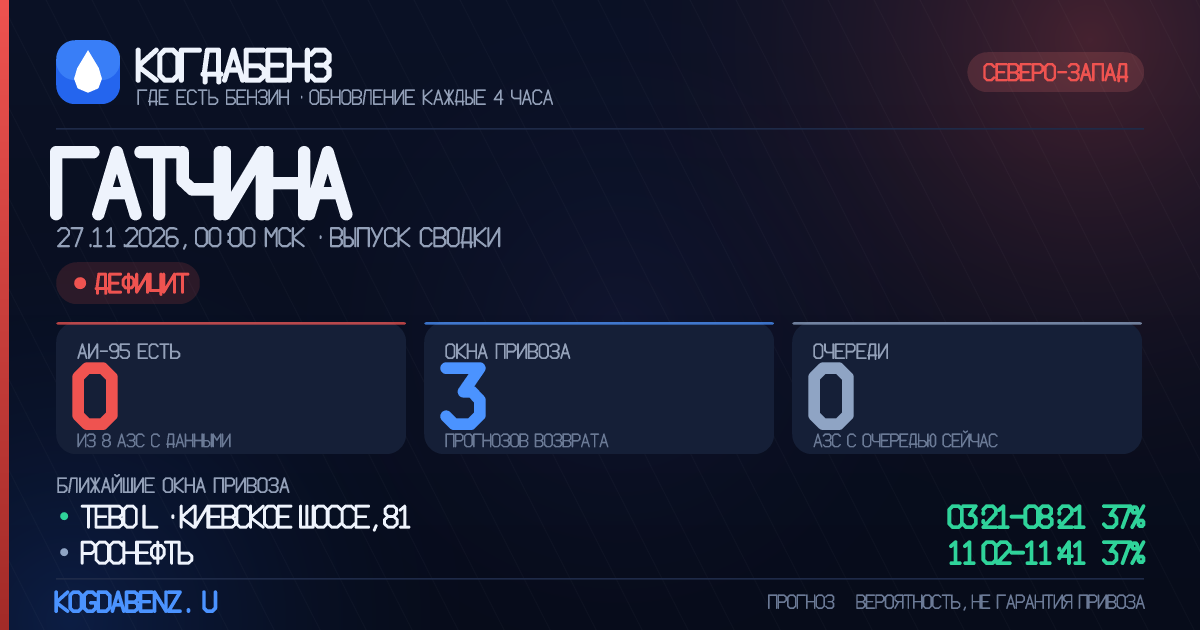 КОГДАБЕНЗ
ГДЕ ЕСТЬ БЕНЗИН · ОБНОВЛЕНИЕ КАЖДЫЕ 4 ЧАСА
СЕВЕРО-ЗАПАД
ГАТЧИНА
27.11.2026, 00:00 МСК · ВЫПУСК СВОДКИ
• ДЕФИЦИТ
АИ-95 ЕСТЬ
0
ИЗ 8 АЗС С ДАННЫМИ
ОКНА ПРИВОЗА
3
ПРОГНОЗОВ ВОЗВРАТА
ОЧЕРЕДИ
0
АЗС С ОЧЕРЕДЬЮ СЕЙЧАС
БЛИЖАЙШИЕ ОКНА ПРИВОЗА
• TEBOIL · КИЕВСКОЕ ШОССЕ, 81 03:21–08:21 37%
• РОСНЕФТЬ 11:02–11:41 37%
KOGDABENZ. U
ПРОГНОЗ ВЕРОЯТНОСТЬ, НЕ ГАРАНТИЯ ПРИВОЗА